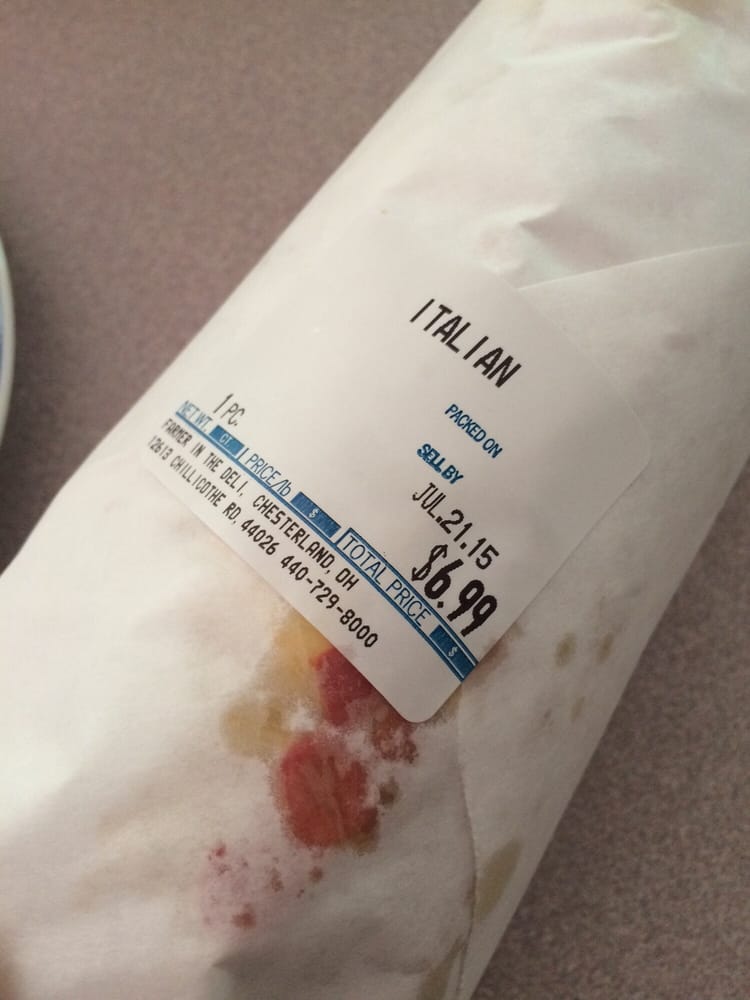 ITALIAN
PACKED ON
SELL BY
JUL.21.15
1 PC.
$6.99
NET WT. CT. PRICE/lb $ TOTAL PRICE $
FARMER IN THE DELI, CHESTERLAND, OH
12613 CHILLICOTHE RD. 44026 440-729-8000